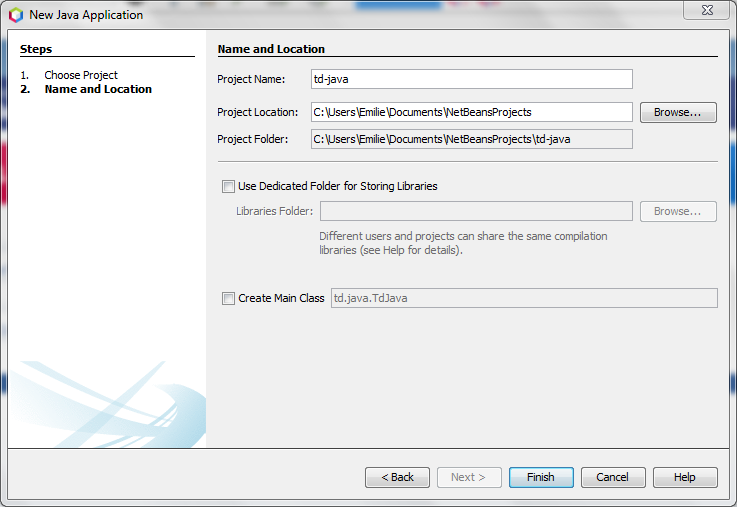 New Java Application
Steps
1. Choose Project
2. Name and Location
Name and Location
Project Name: td-java
Project Location: C:\Users\Emilie\Documents\NetBeansProjects Browse...
Project Folder: C:\Users\Emilie\Documents\NetBeansProjects\td-java
Use Dedicated Folder for Storing Libraries
Libraries Folder: Browse...
Different users and projects can share the same compilation
libraries (see Help for details).
Create Main Class td.java.TdJava
< Back Next > Finish Cancel Help